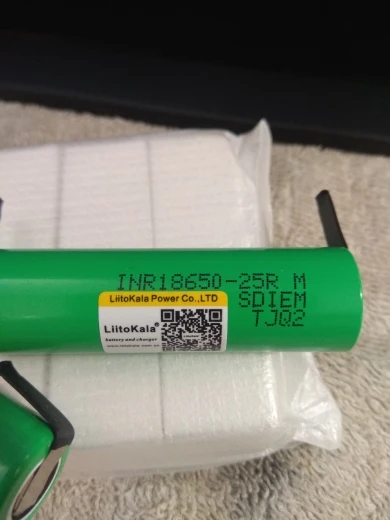 INR18650-25R M
SDIEM
TJQ2
LiitoKala Power Co.,LTD
LiitoKala®
battery and charger